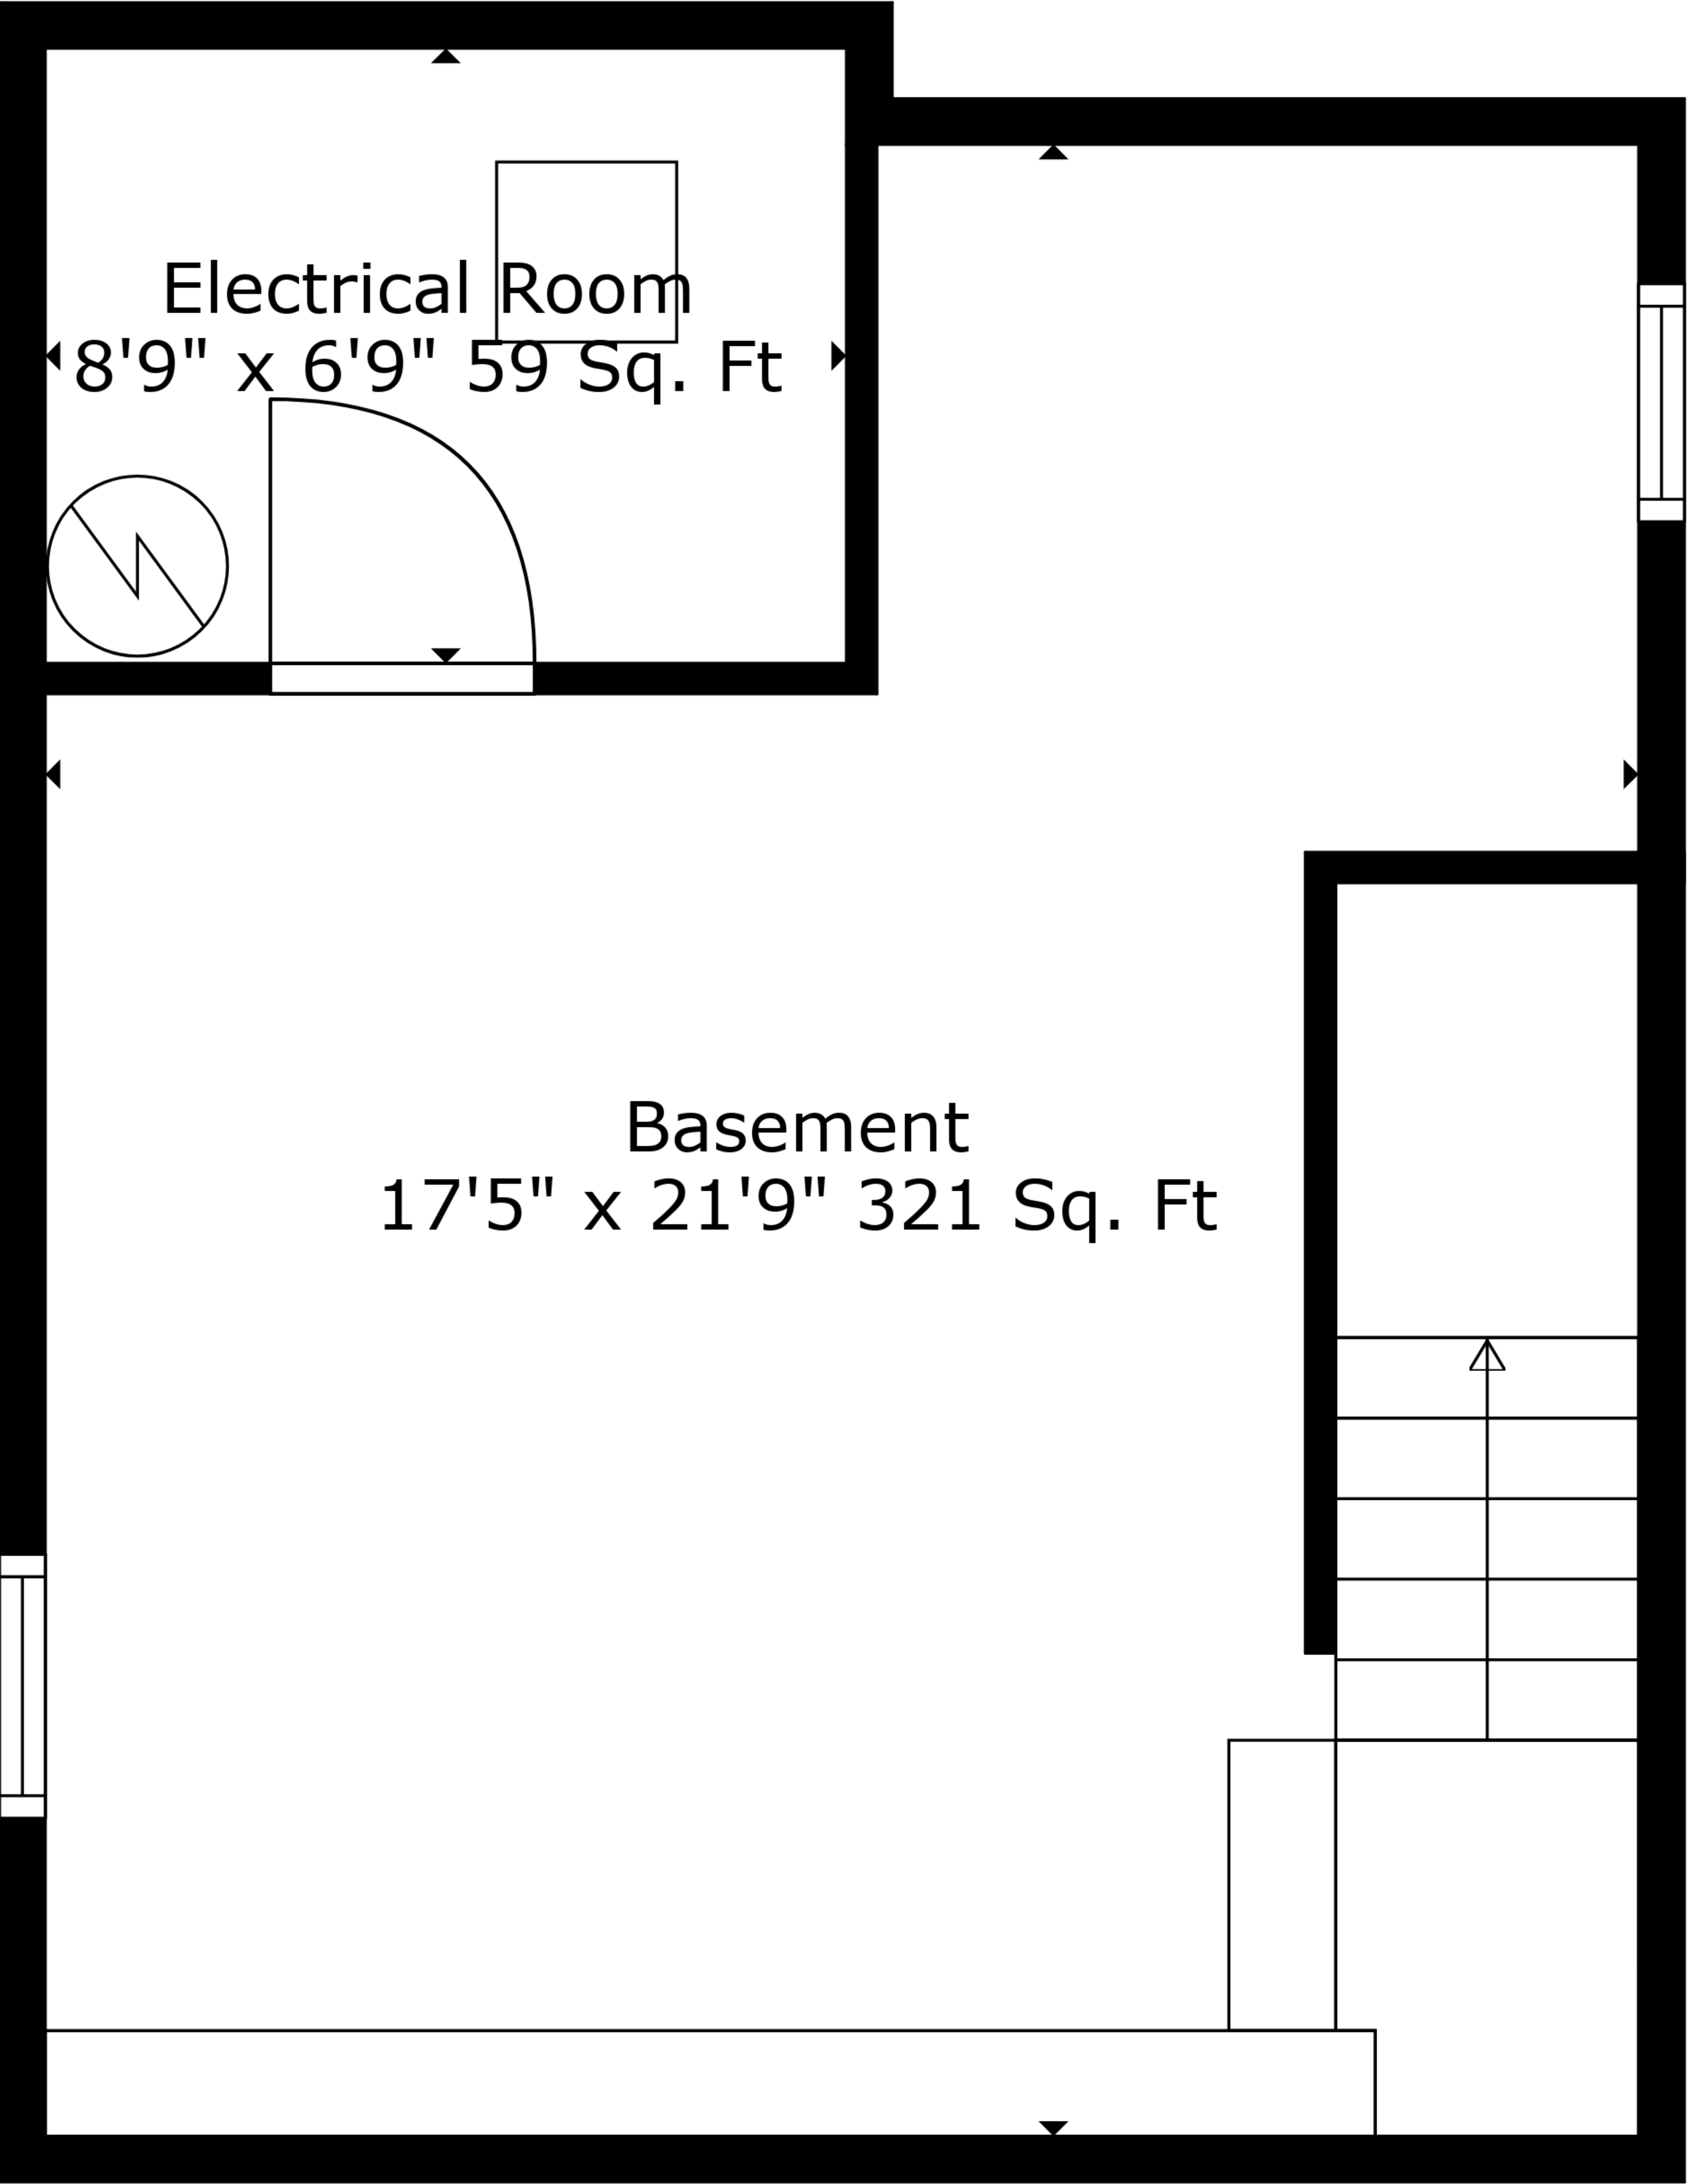 Electrical Room
8'9" x 6'9" 59 Sq. Ft
Basement
17'5" x 21'9" 321 Sq. Ft